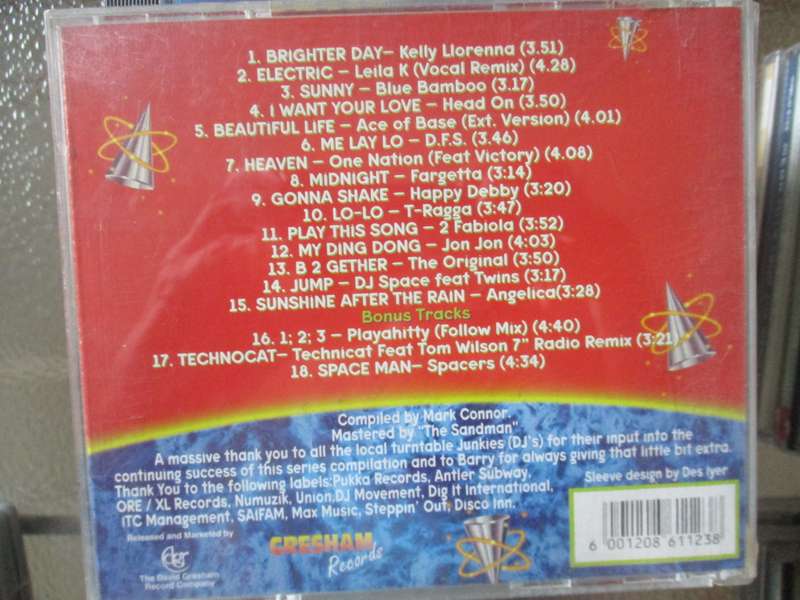 1. BRIGHTER DAY– Kelly Llorenna (3.51)
2. ELECTRIC – Leila K (Vocal Remix) (4.28)
3. SUNNY – Blue Bamboo (3.17)
4. I WANT YOUR LOVE – Head On (3.50)
5. BEAUTIFUL LIFE – Ace of Base (Ext. Version) (4.01)
6. ME LAY LO – D.F.S. (3.46)
7. HEAVEN – One Nation (Feat Victory) (4.08)
8. MIDNIGHT – Fargetta (3:14)
9. GONNA SHAKE – Happy Debby (3:20)
10. LO-LO – T-Ragga (3:47)
11. PLAY THIS SONG – 2 Fabiola (3:52)
12. MY DING DONG – Jon Jon (4:03)
13. B 2 GETHER – The Original (3:50)
14. JUMP – DJ Space feat Twins (3:17)
15. SUNSHINE AFTER THE RAIN – Angelica(3:28)
Bonus Tracks
16. 1; 2; 3 – Playahitty (Follow Mix) (4:40)
17. TECHNOCAT– Technicat Feat Tom Wilson 7" Radio Remix (3:21)
18. SPACE MAN– Spacers (4:34)
Compiled by Mark Connor.
Mastered by "The Sandman"
A massive thank you to all the local turntable Junkies (DJ's) for their input into the
continuing success of this series compilation and to Barry for always giving that little bit extra.
Thank You to the following labels:Pukka Records, Antler Subway,
Sleeve design by Des Iyer
ORE / XL Records, Numuzik, Union.DJ Movement, Dig It International,
ITC Management, SAIFAM, Max Music, Steppin' Out, Disco Inn.
Released and Marketed by
The David Gresham
Record Company
GRESHAM
Records
6 001208 611238